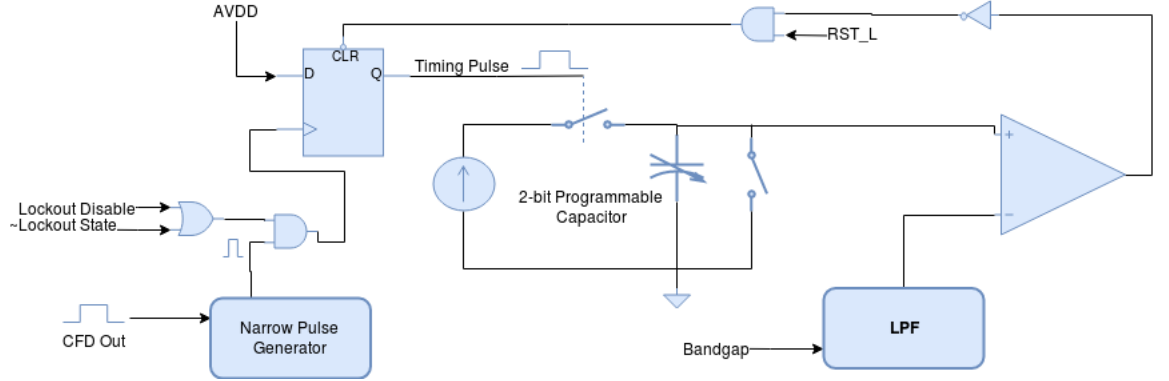 AVDD
CLR
D
Q
Timing Pulse
RST_L
+
2-bit Programmable
Capacitor
−
Lockout Disable
~Lockout State
CFD Out
Narrow Pulse
Generator
Bandgap
LPF